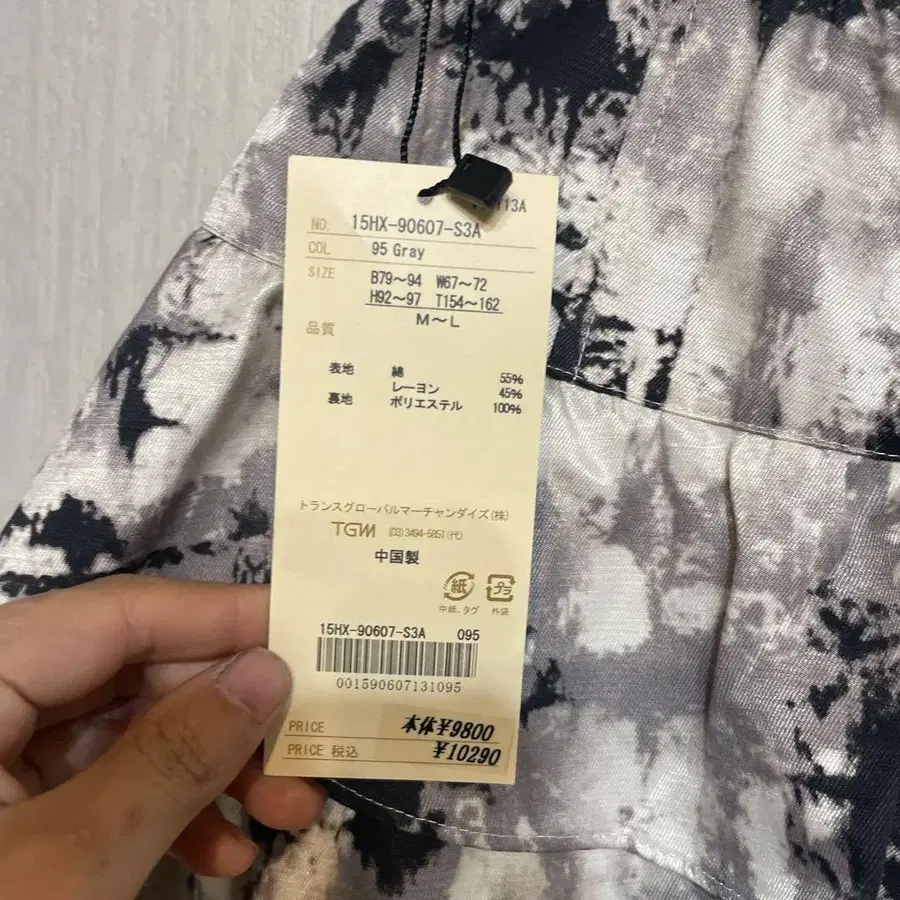 113A
NO. 15HX-90607-S3A
COL 95 Gray
SIZE B79~94 W67~72
H92~97 T154~162
M~L
品質
表地 綿 55%
レーヨン 45%
裏地 ポリエステル 100%
トランスグローバルマーチャンダイズ(株)
TGM (03)3494-5851(代)
中国製
紙 プラ
中紙、タグ 外袋
15HX-90607-S3A 095
001590607131095
PRICE 本体¥9800
PRICE 税込 ¥10290